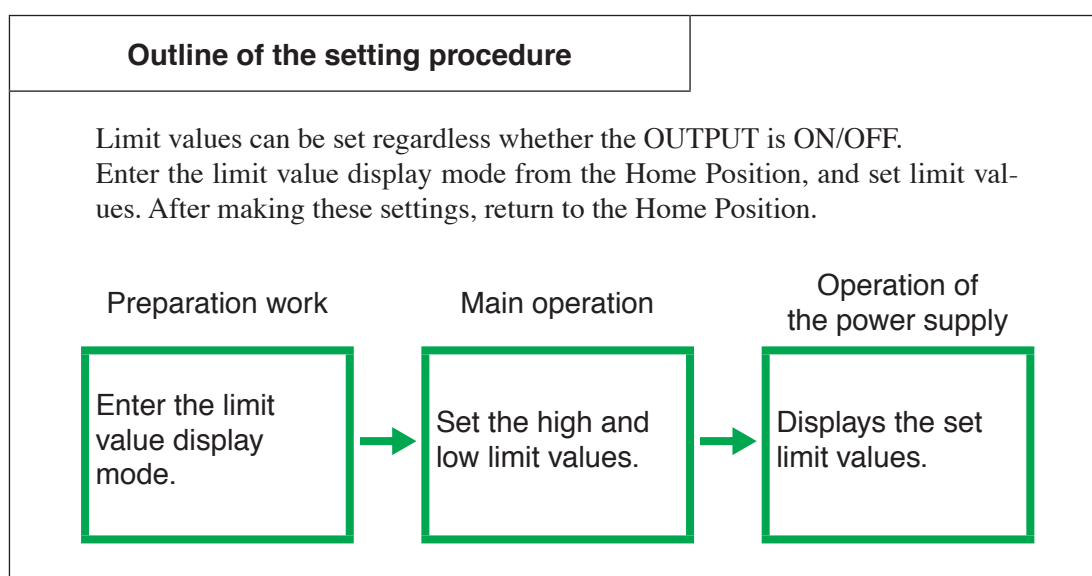 Outline of the setting procedure
Limit values can be set regardless whether the OUTPUT is ON/OFF.
Enter the limit value display mode from the Home Position, and set limit val-
ues. After making these settings, return to the Home Position.
Preparation work
Enter the limit
value display
mode.
Main operation
Set the high and
low limit values.
Operation of
the power supply
Displays the set
limit values.